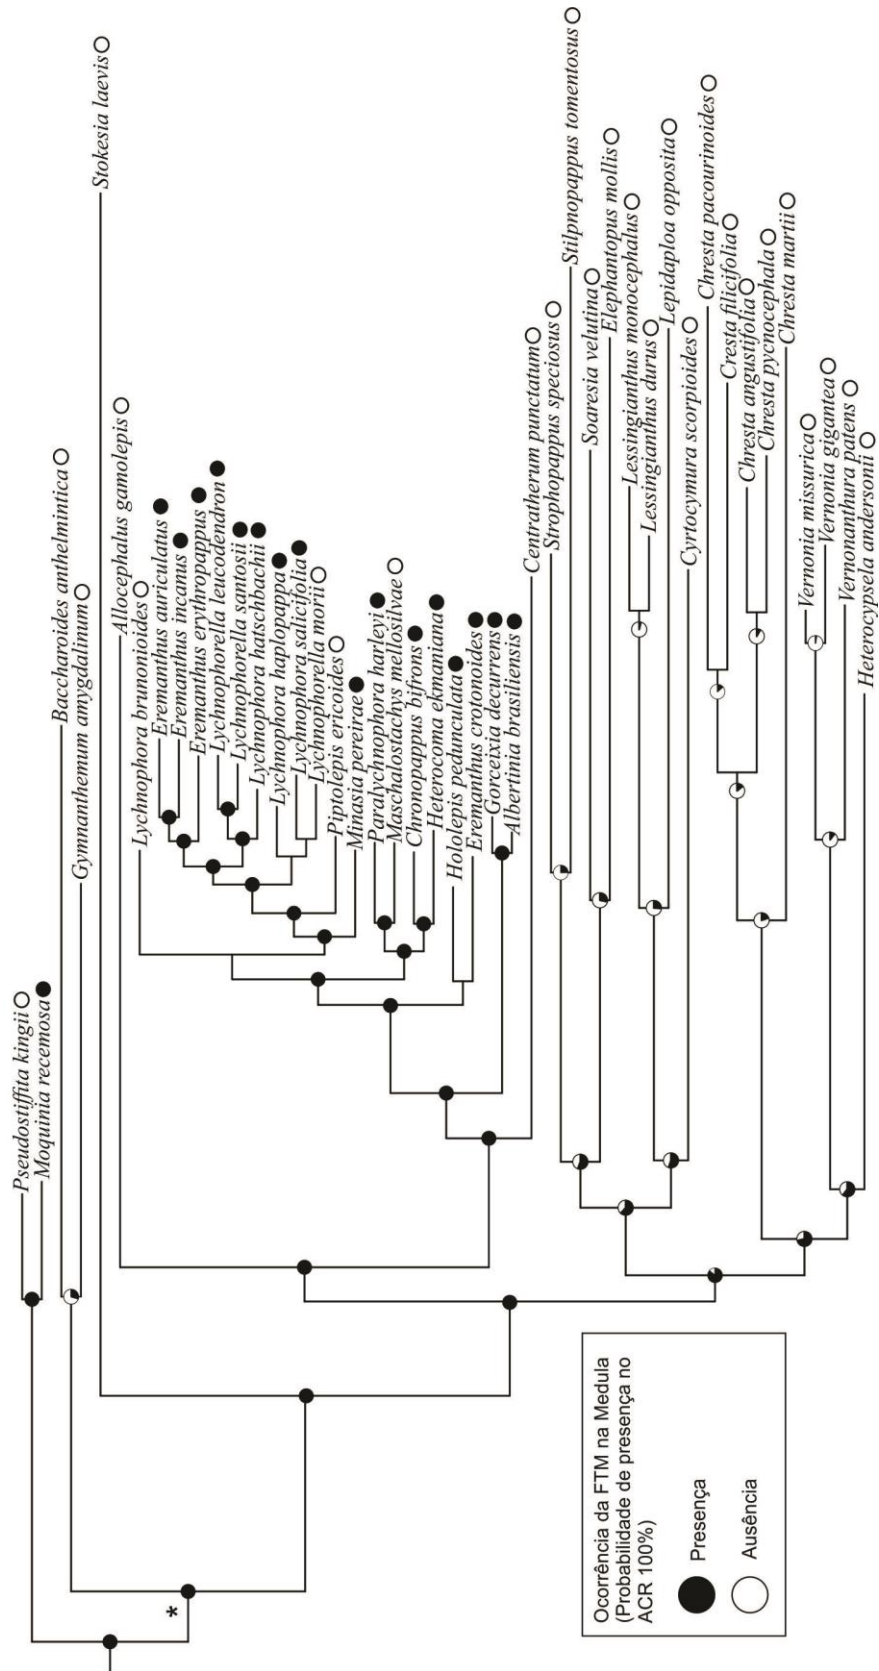 Pseudostiffita kingii
Moquinia recemosa
Baccharoides anthelmintica
Gymnanthemum amygdalinum
Stokesia laevis
Allocephalus gamolepis
Lychnophora brunioides
Eremanthus auriculatus
Eremanthus incanus
Eremanthus erythropappus
Lychnophorella leucodendron
Lychnophorella santosii
Lychnophora hatschbachii
Lychnophora haplopappa
Lychnophora salicifolia
Lychnophorella morii
Piptolepis ericoides
Minasia pereirae
Paralychnophora harleyi
Maschalostachys mellosilvae
Chronopappus bifrons
Heterocoma ekmaniana
Hololepis pedunculata
Eremanthus crotonoides
Gorceixia decurrens
Albertinia brasiliensis
Centratherum punctatum
Strophopappus speciosus
Stilpnopappus tomentosus
Soaresia velutina
Elephantopus mollis
Lessingianthus monocephalus
Lessingianthus durus
Lepidaploa opposita
Cyrtocymura scorpioides
Chresta pacourinoides
Cresta filicifolia
Chresta angustifolia
Chresta pycnocephala
Chresta martii
Vernonia missurica
Vernonia gigantea
Vernonanthura patens
Heterocypsela andersonii
*
Ocorrência da FTM na Medula
(Probabilidade de presença no
ACR 100%)
Presença
Ausência